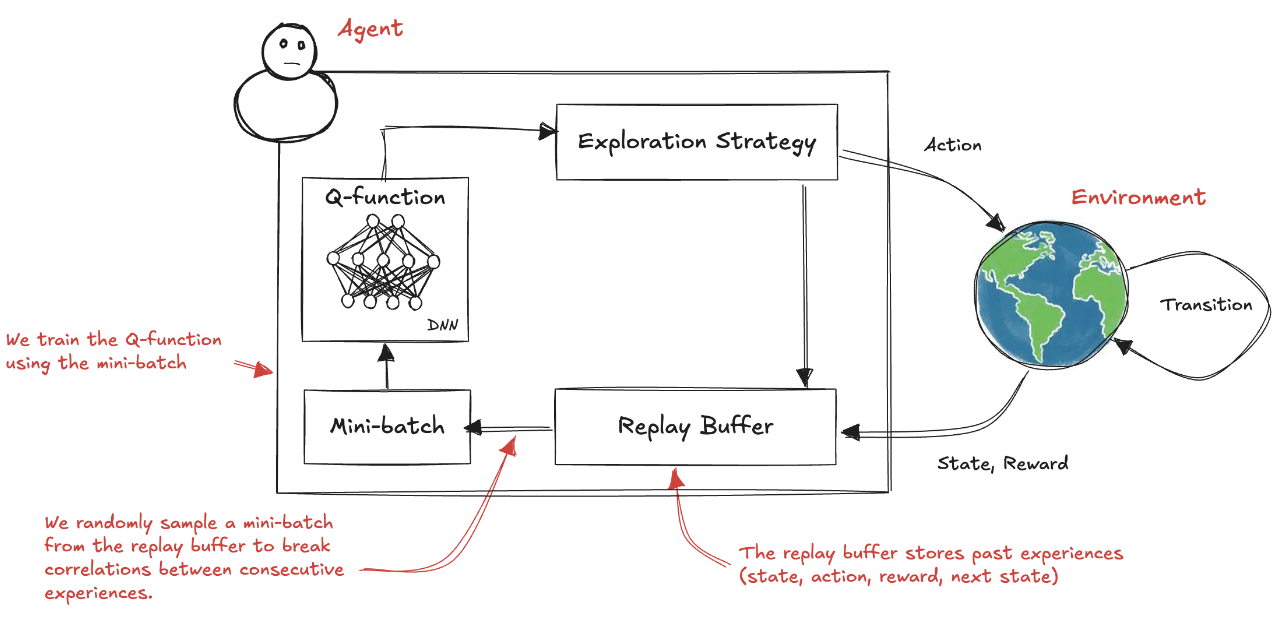 Agent
Exploration Strategy
Action
Q-function
DNN
Environment
Transition
We train the Q-function
using the mini-batch
Mini-batch
Replay Buffer
State, Reward
We randomly sample a mini-batch
from the replay buffer to break
correlations between consecutive
experiences.
The replay buffer stores past experiences
(state, action, reward, next state)